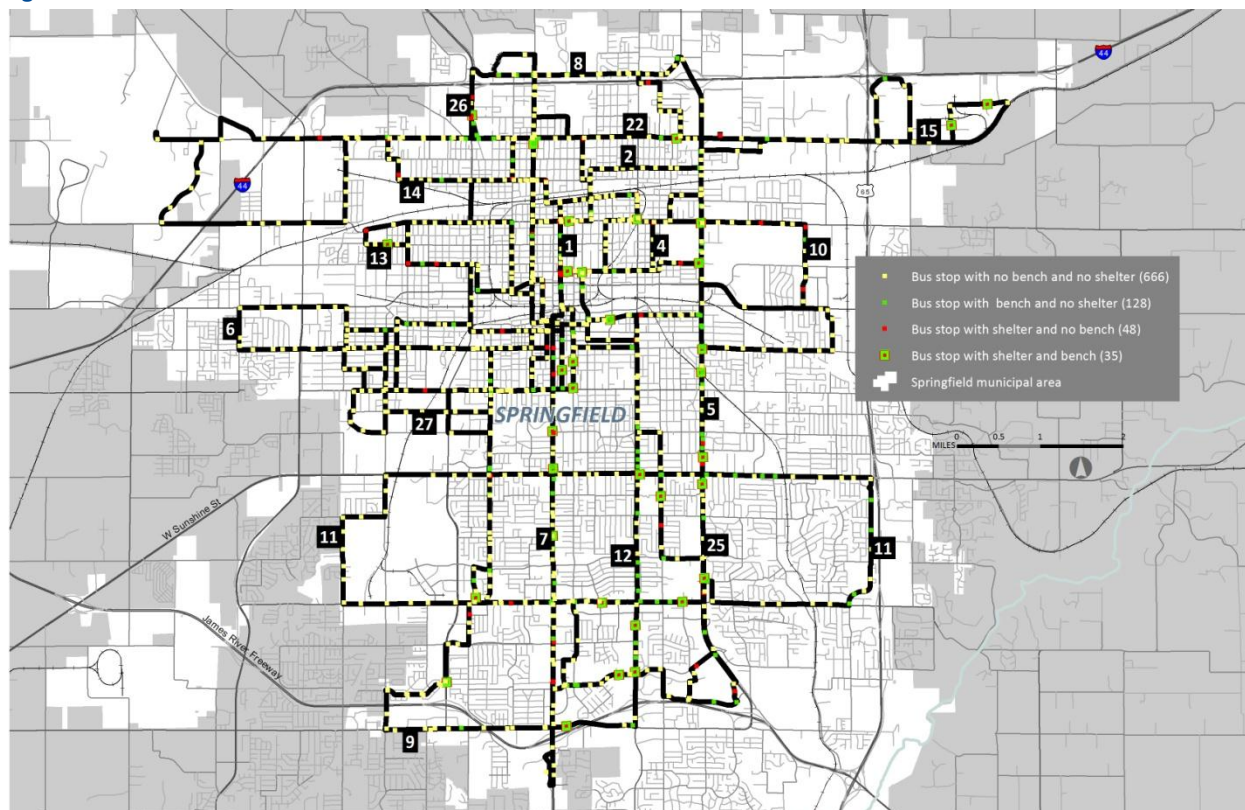 8
44
26
22
15
2
14
44
65
1
4
10
13
Bus stop with no bench and no shelter (666)
Bus stop with bench and no shelter (128)
Bus stop with shelter and no bench (48)
Bus stop with shelter and bench (35)
Springfield municipal area
6
SPRINGFIELD
5
27
0 0.5 1 2
MILES
W Sunshine St
11
7
12
25
11
James River Freeway
9